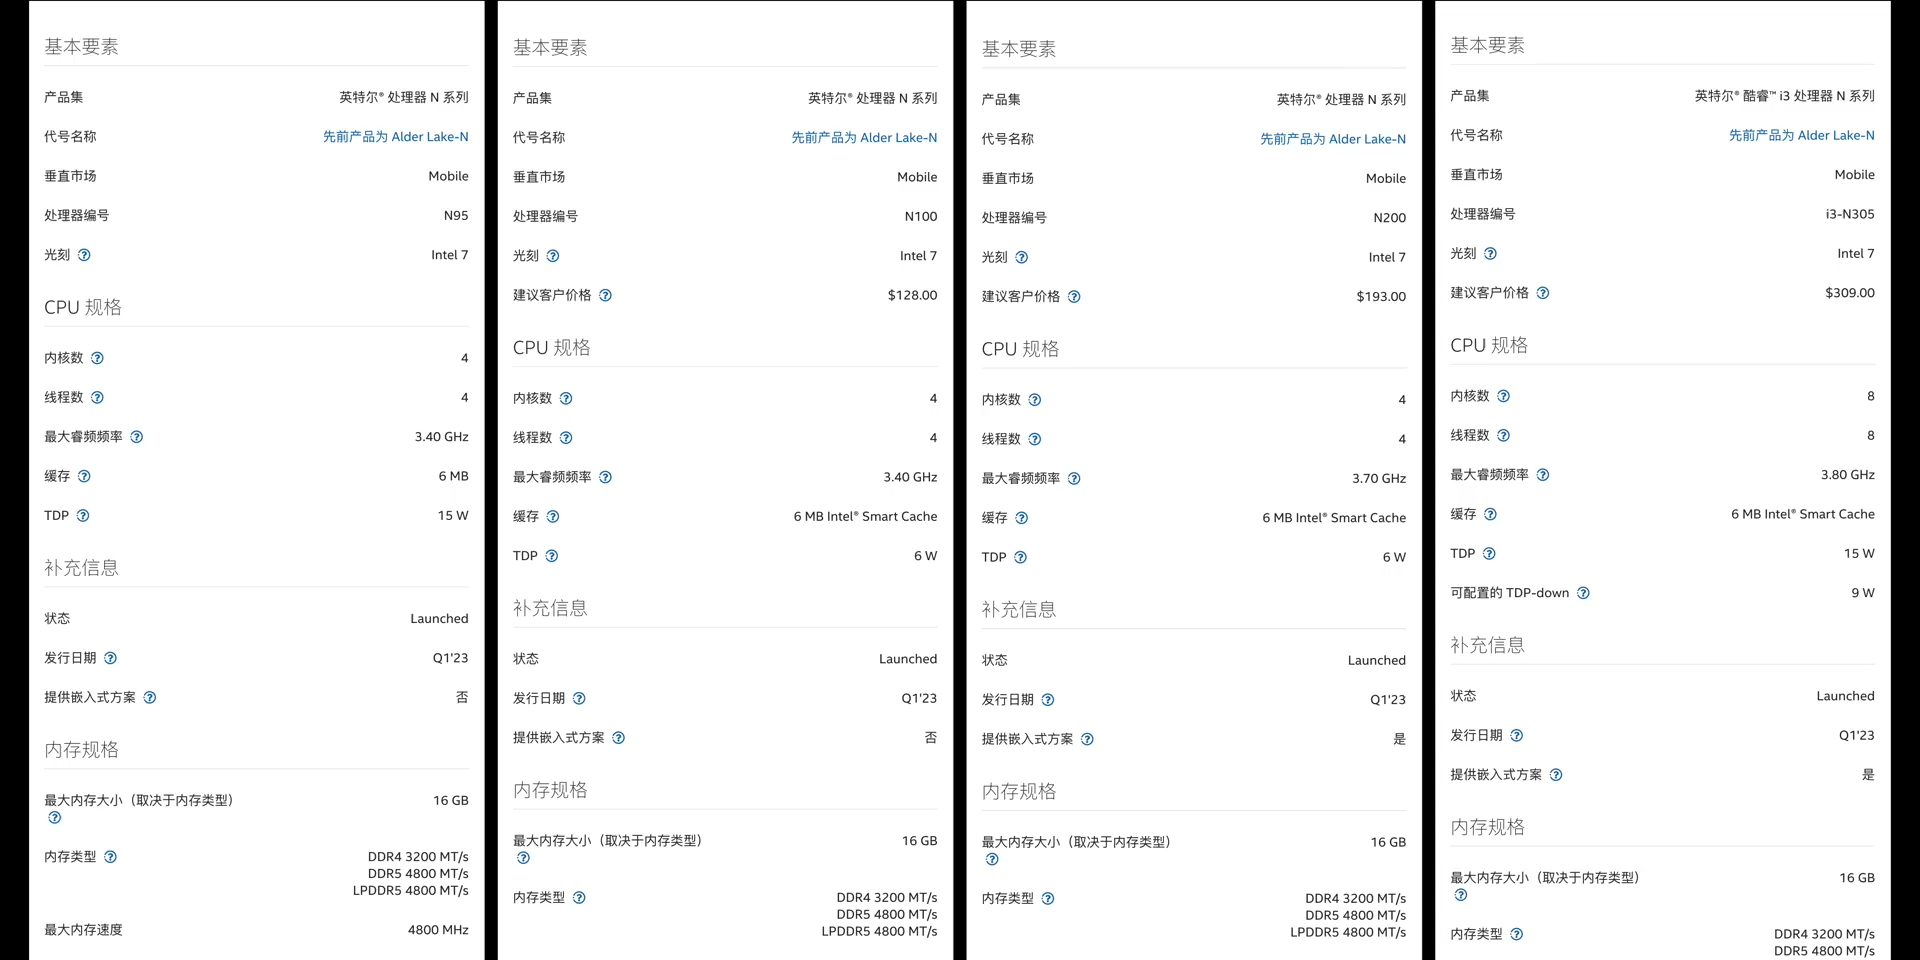 基本要素
产品集 英特尔® 处理器 N 系列
代号名称 先前产品为 Alder Lake-N
垂直市场 Mobile
处理器编号 N95
光刻 Intel 7
CPU 规格
内核数 4
线程数 4
最大睿频频率 3.40 GHz
缓存 6 MB
TDP 15 W
补充信息
状态 Launched
发行日期 Q1'23
提供嵌入式方案 否
内存规格
最大内存大小（取决于内存类型） 16 GB
内存类型 DDR4 3200 MT/s
DDR5 4800 MT/s
LPDDR5 4800 MT/s
最大内存速度 4800 MHz
基本要素
产品集 英特尔® 处理器 N 系列
代号名称 先前产品为 Alder Lake-N
垂直市场 Mobile
处理器编号 N100
光刻 Intel 7
建议客户价格 $128.00
CPU 规格
内核数 4
线程数 4
最大睿频频率 3.40 GHz
缓存 6 MB Intel® Smart Cache
TDP 6 W
补充信息
状态 Launched
发行日期 Q1'23
提供嵌入式方案 否
内存规格
最大内存大小（取决于内存类型） 16 GB
内存类型 DDR4 3200 MT/s
DDR5 4800 MT/s
LPDDR5 4800 MT/s
基本要素
产品集 英特尔® 处理器 N 系列
代号名称 先前产品为 Alder Lake-N
垂直市场 Mobile
处理器编号 N200
光刻 Intel 7
建议客户价格 $193.00
CPU 规格
内核数 4
线程数 4
最大睿频频率 3.70 GHz
缓存 6 MB Intel® Smart Cache
TDP 6 W
补充信息
状态 Launched
发行日期 Q1'23
提供嵌入式方案 是
内存规格
最大内存大小（取决于内存类型） 16 GB
内存类型 DDR4 3200 MT/s
DDR5 4800 MT/s
LPDDR5 4800 MT/s
基本要素
产品集 英特尔® 酷睿™ i3 处理器 N 系列
代号名称 先前产品为 Alder Lake-N
垂直市场 Mobile
处理器编号 i3-N305
光刻 Intel 7
建议客户价格 $309.00
CPU 规格
内核数 8
线程数 8
最大睿频频率 3.80 GHz
缓存 6 MB Intel® Smart Cache
TDP 15 W
可配置的 TDP-down 9 W
补充信息
状态 Launched
发行日期 Q1'23
提供嵌入式方案 是
内存规格
最大内存大小（取决于内存类型） 16 GB
内存类型 DDR4 3200 MT/s
DDR5 4800 MT/s